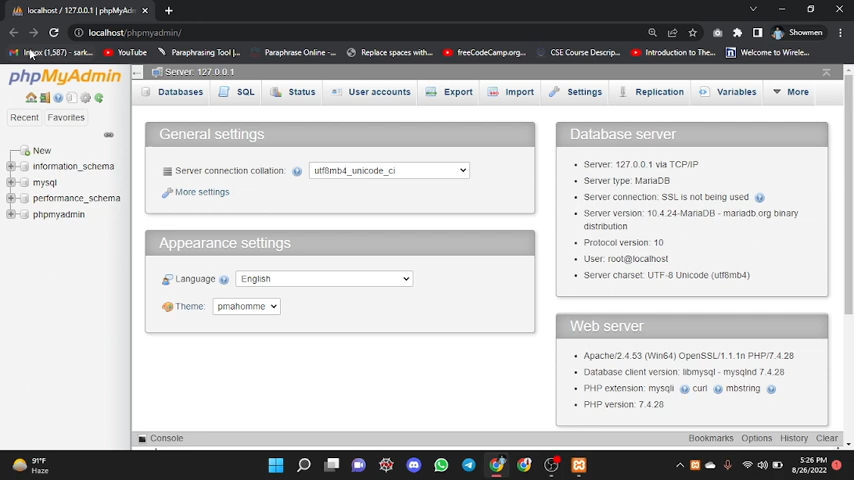 localhost / 127.0.0.1 | phpMyAdm
localhost/phpmyadmin/
Showmen
Inbox (1,587) - sark...
YouTube
Paraphrasing Tool |...
Paraphrase Online -...
Replace spaces with...
freeCodeCamp.org...
CSE Course Descrip...
Introduction to The...
Welcome to Wirele...
phpMyAdmin
Recent
Favorites
New
information_schema
mysql
performance_schema
phpmyadmin
Server: 127.0.0.1
Databases
SQL
Status
User accounts
Export
Import
Settings
Replication
Variables
More
General settings
Server connection collation:
utf8mb4_unicode_ci
More settings
Appearance settings
Language
English
Theme:
pmahomme
Database server
Server: 127.0.0.1 via TCP/IP
Server type: MariaDB
Server connection: SSL is not being used
Server version: 10.4.24-MariaDB - mariadb.org binary
distribution
Protocol version: 10
User: root@localhost
Server charset: UTF-8 Unicode (utf8mb4)
Web server
Apache/2.4.53 (Win64) OpenSSL/1.1.1n PHP/7.4.28
Database client version: libmysql - mysqlnd 7.4.28
PHP extension: mysqli curl mbstring
PHP version: 7.4.28
Console
Bookmarks Options History Clear
91°F
Haze
5:26 PM
8/26/2022
1